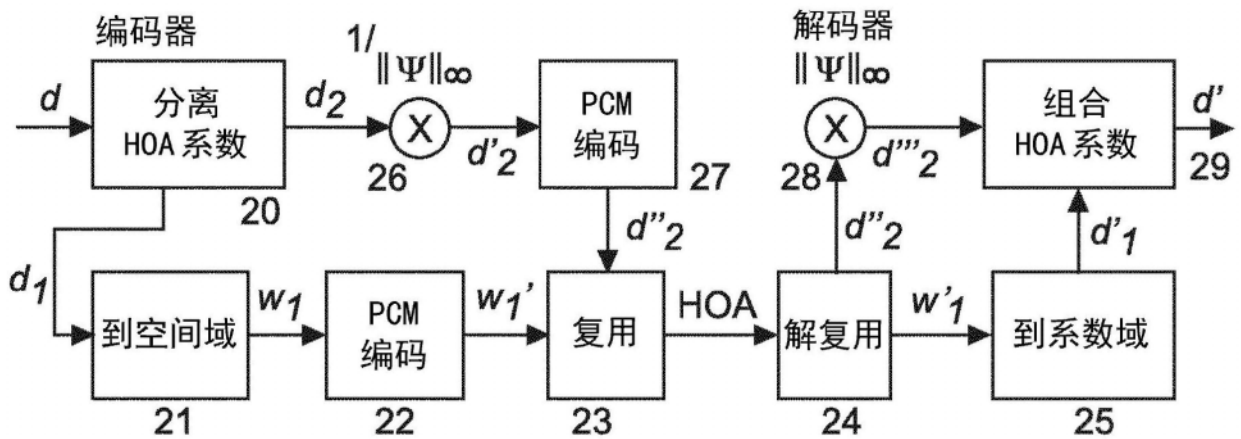 编码器
解码器
1/‖Ψ‖∞
‖Ψ‖∞
d
分离
HOA 系数
20
d2
X
26
d'2
PCM
编码
27
X
28
d'''2
组合
HOA 系数
29
d'
d1
d''2
d''2
d'1
到空间域
21
w1
PCM
编码
22
w1'
复用
23
HOA
解复用
24
w'1
到系数域
25